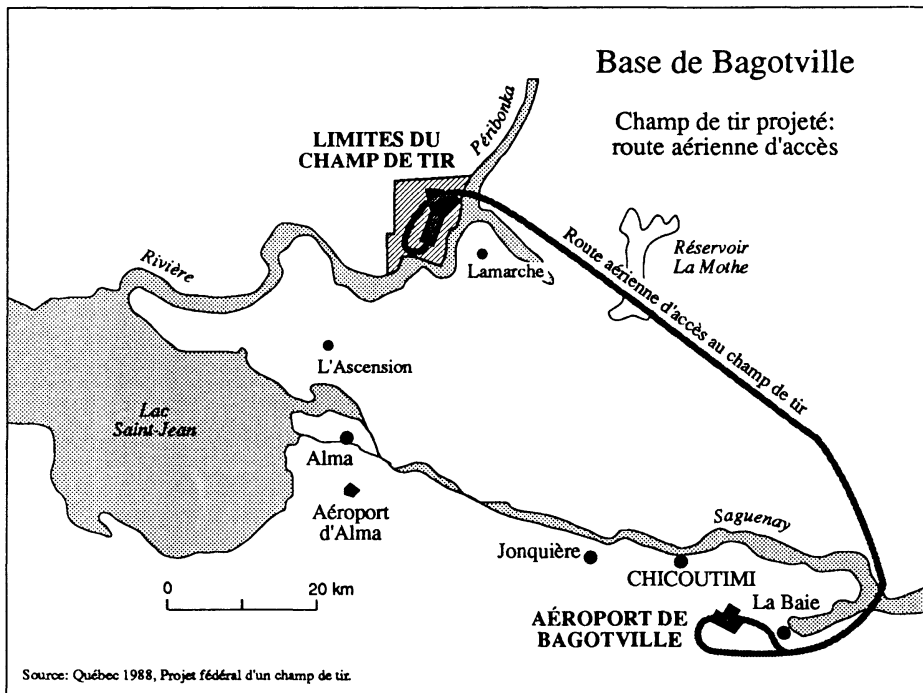 Base de Bagotville
Champ de tir projeté:
route aérienne d'accès
LIMITES DU
CHAMP DE TIR
Péribonka
Rivière
Lamarche
Réservoir
La Mothe
Route aérienne d'accès au champ de tir
L'Ascension
Lac
Saint-Jean
Alma
Aéroport
d'Alma
Saguenay
Jonquière
CHICOUTIMI
0 20 km
La Baie
AÉROPORT DE
BAGOTVILLE
Source: Québec 1988, Projet fédéral d'un champ de tir.